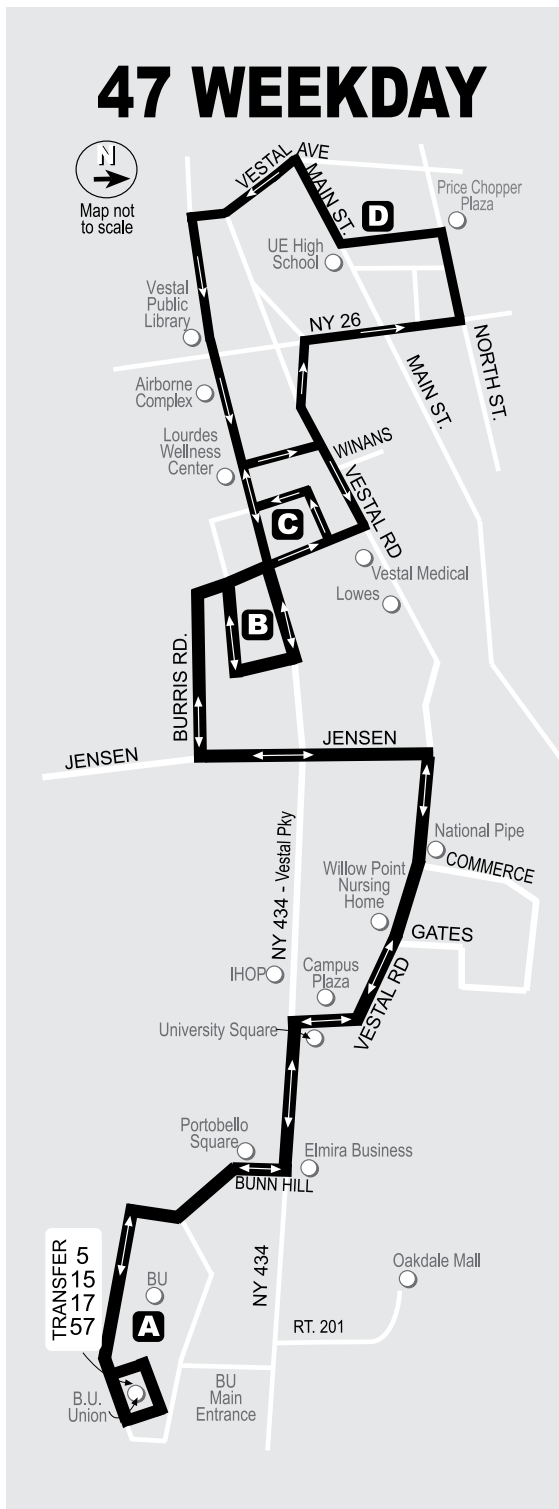 47 WEEKDAY
N
Map not
to scale
VESTAL AVE
MAIN ST.
D
Price Chopper
Plaza
UE High
School
Vestal
Public
Library
NY 26
NORTH ST.
MAIN ST.
Airborne
Complex
Lourdes
Wellness
Center
WINANS
VESTAL RD
C
Vestal Medical
Lowes
B
BURRIS RD.
JENSEN
JENSEN
NY 434 - Vestal Pky
National Pipe
COMMERCE
Willow Point
Nursing
Home
GATES
IHOP
Campus
Plaza
VESTAL RD
University Square
Portobello
Square
Elmira Business
BUNN HILL
TRANSFER
5
15
17
57
BU
A
NY 434
Oakdale Mall
RT. 201
B.U.
Union
BU
Main
Entrance